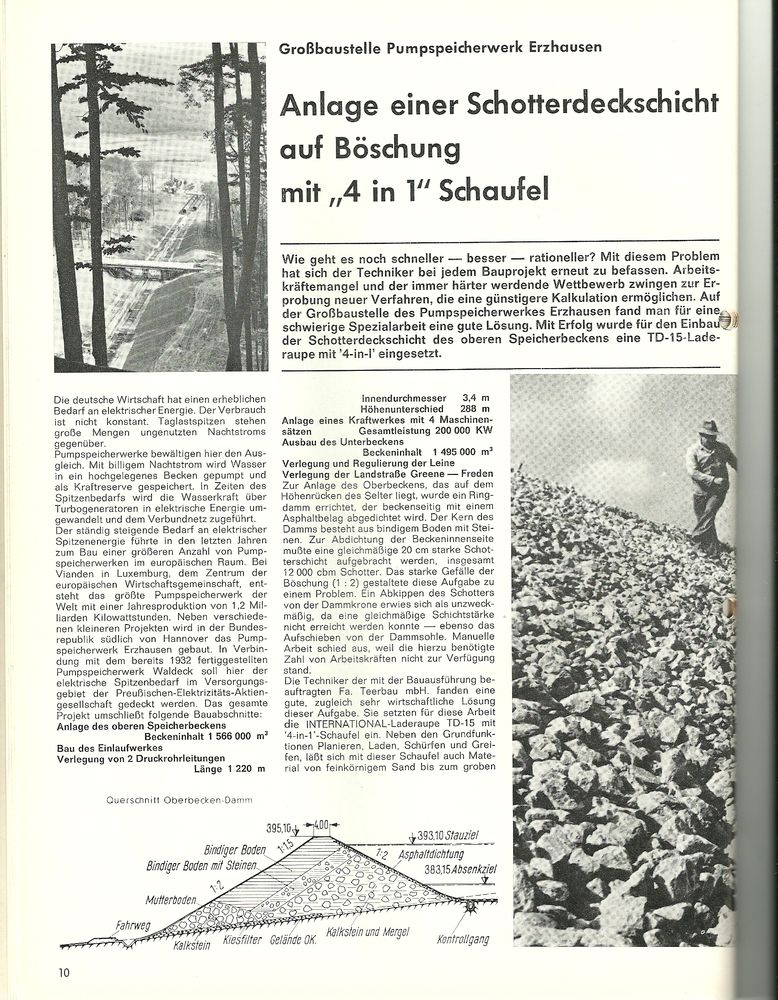 Großbaustelle Pumpspeicherwerk Erzhausen
Anlage einer Schotterdeckschicht
auf Böschung
mit „4 in 1“ Schaufel
Wie geht es noch schneller — besser — rationeller? Mit diesem Problem
hat sich der Techniker bei jedem Bauprojekt erneut zu befassen. Arbeits-
kräftemangel und der immer härter werdende Wettbewerb zwingen zur Er-
probung neuer Verfahren, die eine günstigere Kalkulation ermöglichen. Auf
der Großbaustelle des Pumpspeicherwerkes Erzhausen fand man für eine
schwierige Spezialarbeit eine gute Lösung. Mit Erfolg wurde für den Einbau
der Schotterdeckschicht des oberen Speicherbeckens eine TD-15-Lade-
raupe mit '4-in-I' eingesetzt.
Die deutsche Wirtschaft hat einen erheblichen
Bedarf an elektrischer Energie. Der Verbrauch
ist nicht konstant. Taglastspitzen stehen
große Mengen ungenutzten Nachtstroms
gegenüber.
Pumpspeicherwerke bewältigen hier den Aus-
gleich. Mit billigem Nachtstrom wird Wasser
in ein hochgelegenes Becken gepumpt und
als Kraftreserve gespeichert. In Zeiten des
Spitzenbedarfs wird die Wasserkraft über
Turbogeneratoren in elektrische Energie um-
gewandelt und dem Verbundnetz zugeführt.
Der ständig steigende Bedarf an elektrischer
Spitzenenergie führte in den letzten Jahren
zum Bau einer größeren Anzahl von Pump-
speicherwerken im europäischen Raum. Bei
Vianden in Luxemburg, dem Zentrum der
europäischen Wirtschaftsgemeinschaft, ent-
steht das größte Pumpspeicherwerk der
Welt mit einer Jahresproduktion von 1,2 Mil-
liarden Kilowattstunden. Neben verschiede-
nen kleineren Projekten wird in der Bundes-
republik südlich von Hannover das Pump-
speicherwerk Erzhausen gebaut. In Verbin-
dung mit dem bereits 1932 fertiggestellten
Pumpspeicherwerk Waldeck soll hier der
elektrische Spitzenbedarf im Versorgungs-
gebiet der Preußischen-Elektrizitäts-Aktien-
gesellschaft gedeckt werden. Das gesamte
Projekt umschließt folgende Bauabschnitte:
Anlage des oberen Speicherbeckens
Beckeninhalt 1 566 000 m³
Bau des Einlaufwerkes
Verlegung von 2 Druckrohrleitungen
Länge 1 220 m
Innendurchmesser 3,4 m
Höhenunterschied 288 m
Anlage eines Kraftwerkes mit 4 Maschinen-
sätzen Gesamtleistung 200 000 KW
Ausbau des Unterbeckens
Beckeninhalt 1 495 000 m³
Verlegung und Regulierung der Leine
Verlegung der Landstraße Greene — Freden
Zur Anlage des Oberbeckens, das auf dem
Höhenrücken des Selter liegt, wurde ein Ring-
damm errichtet, der beckenseitig mit einem
Asphaltbelag abgedichtet wird. Der Kern des
Damms besteht aus bindigem Boden mit Stei-
nen. Zur Abdichtung der Beckeninnenseite
mußte eine gleichmäßige 20 cm starke Schot-
terschicht aufgebracht werden, insgesamt
12 000 cbm Schotter. Das starke Gefälle der
Böschung (1 : 2) gestaltete diese Aufgabe zu
einem Problem. Ein Abkippen des Schotters
von der Dammkrone erwies sich als unzweck-
mäßig, da eine gleichmäßige Schichtstärke
nicht erreicht werden konnte — ebenso das
Aufschieben von der Dammsohle. Manuelle
Arbeit schied aus, weil die hierzu benötigte
Zahl von Arbeitskräften nicht zur Verfügung
stand.
Die Techniker der mit der Bauausführung be-
auftragten Fa. Teerbau mbH. fanden eine
gute, zugleich sehr wirtschaftliche Lösung
dieser Aufgabe. Sie setzten für diese Arbeit
die INTERNATIONAL-Laderaupe TD-15 mit
'4-in-1'-Schaufel ein. Neben den Grundfunk-
tionen Planieren, Laden, Schürfen und Grei-
fen, läßt sich mit dieser Schaufel auch Mate-
rial von feinkörnigem Sand bis zum groben
Querschnitt Oberbecken-Damm
395,10 4,00
393,10 Stauziel
Bindiger Boden 1:1,5
1:2 Asphaltdichtung
Bindiger Boden mit Steinen
383,15 Absenkziel
1:2
Mutterboden
Fahrweg
Kalkstein Kiesfilter Gelände OK. Kalkstein und Mergel Kontrollgang
10